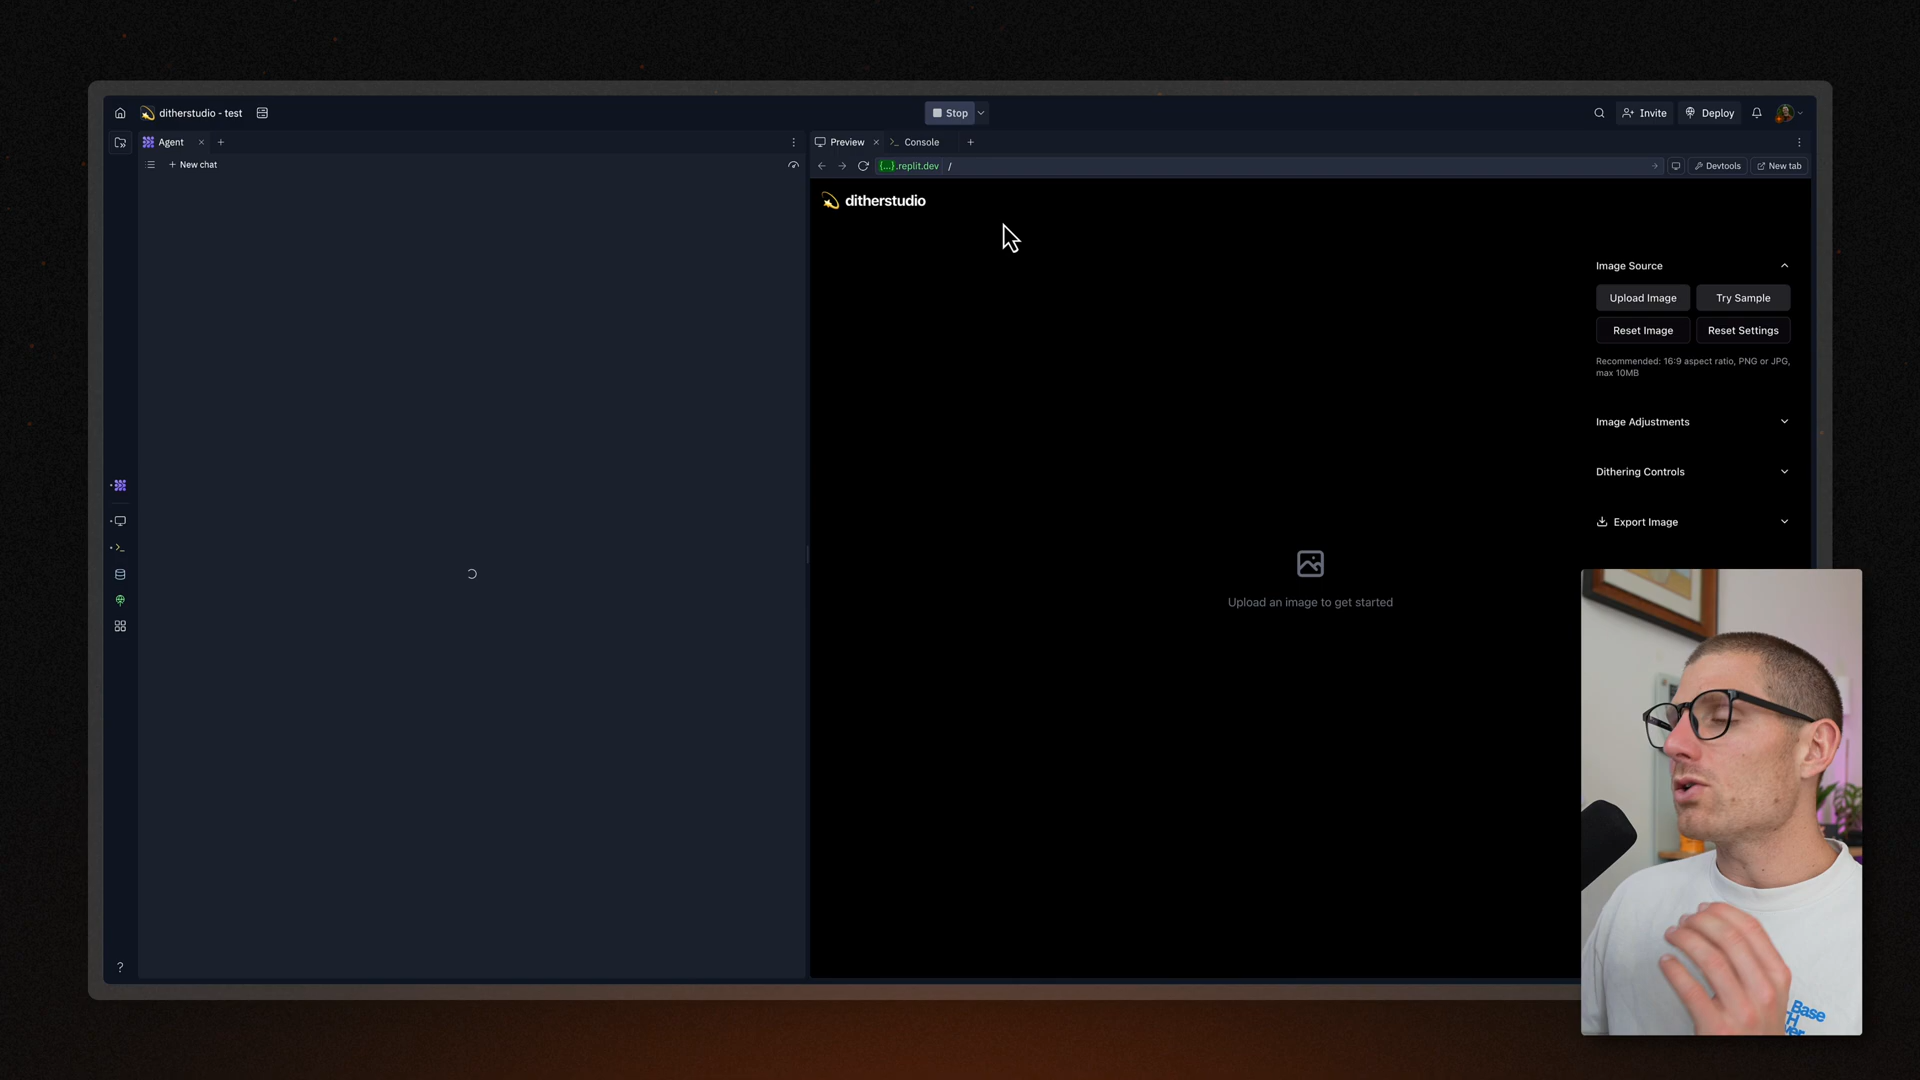 ditherstudio - test
Stop
Invite
Deploy
Agent
New chat
Preview
Console
{...}.replit.dev /
Devtools
New tab
ditherstudio
Image Source
Upload Image
Try Sample
Reset Image
Reset Settings
Recommended: 16:9 aspect ratio, PNG or JPG,
max 10MB
Image Adjustments
Dithering Controls
Export Image
Upload an image to get started
?
Base